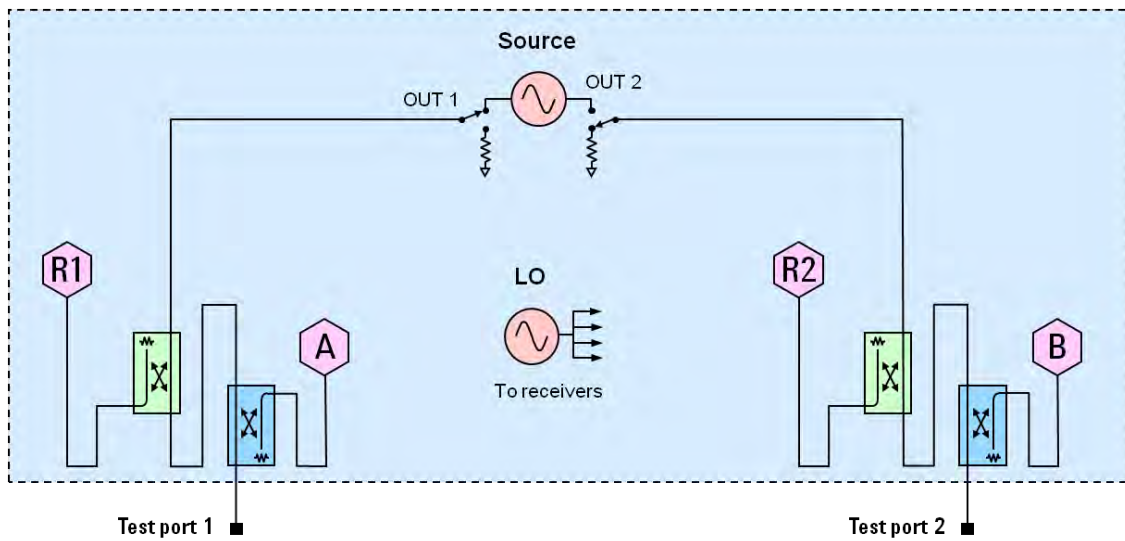 Source
OUT 1
OUT 2
R1
A
LO
To receivers
R2
B
Test port 1
Test port 2